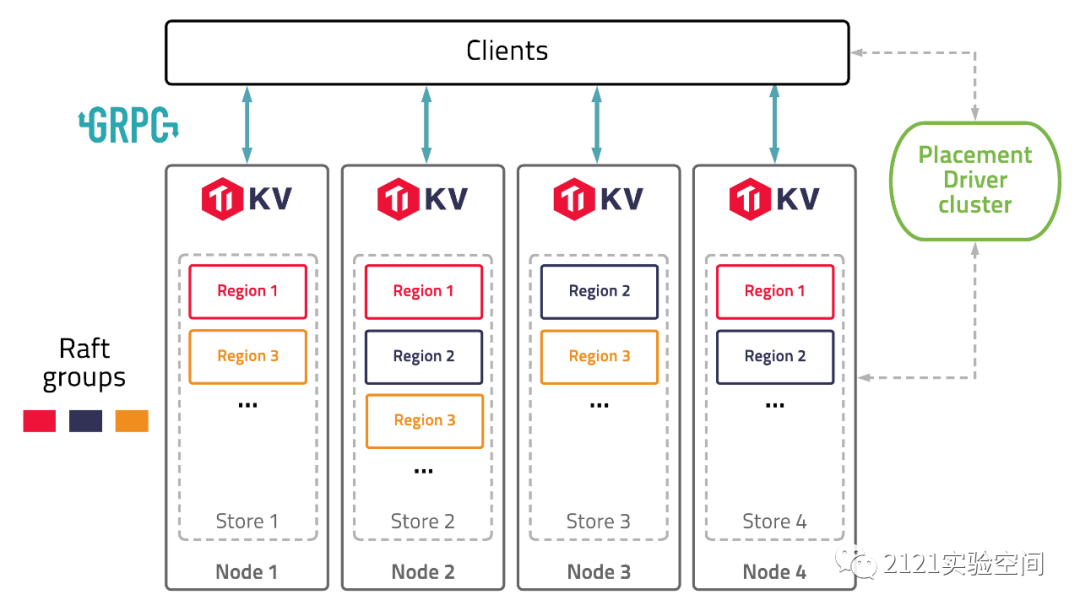 Clients
GRPC
Placement
Driver
cluster
TiKV
TiKV
TiKV
TiKV
Region 1
Region 3
...
Store 1
Node 1
Region 1
Region 2
Region 3
...
Store 2
Node 2
Region 2
Region 3
...
Store 3
Node 3
Region 1
Region 2
...
Store 4
Node 4
Raft
groups
2121实验空间